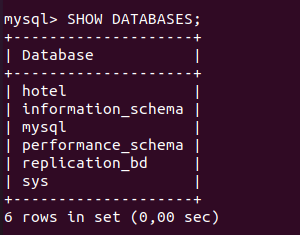 mysql> SHOW DATABASES;
+--------------------+
| Database           |
+--------------------+
| hotel              |
| information_schema |
| mysql              |
| performance_schema |
| replication_bd     |
| sys                |
+--------------------+
6 rows in set (0,00 sec)